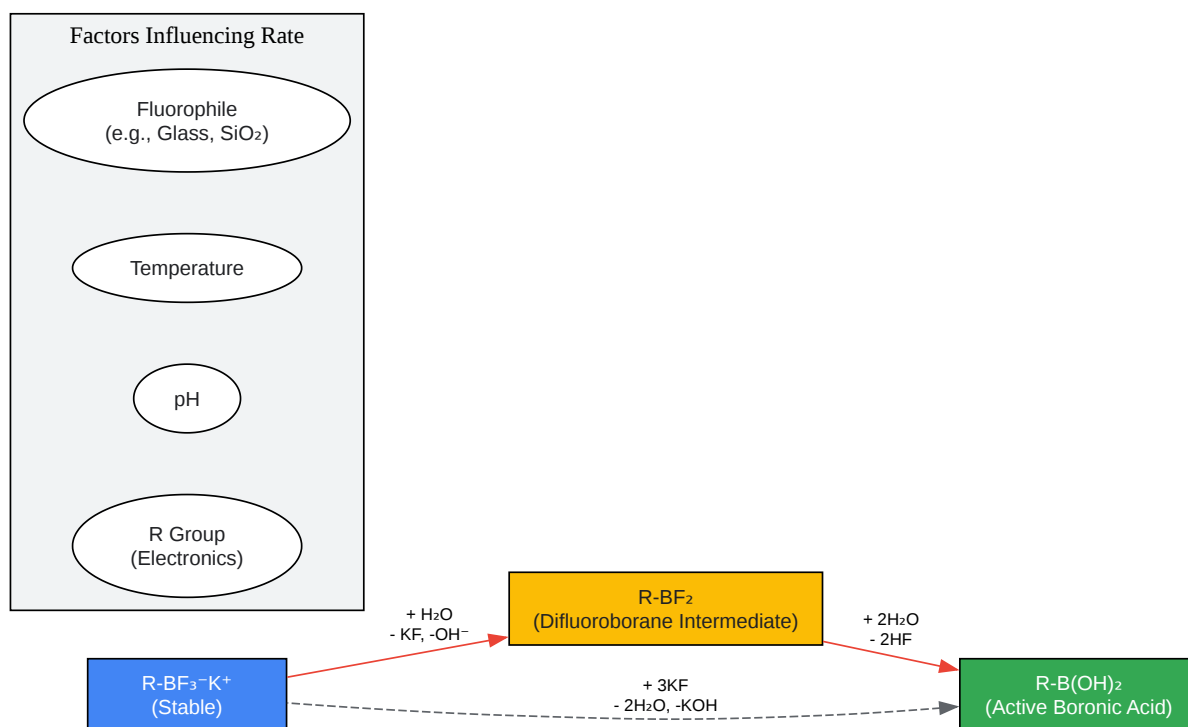 Factors Influencing Rate
Fluorophile
(e.g., Glass, SiO₂)
Temperature
pH
R Group
(Electronics)
R-BF₂
(Difluoroborane Intermediate)
+ H₂O
- KF, -OH⁻
+ 2H₂O
- 2HF
R-BF₃⁻K⁺
(Stable)
+ 3KF
- 2H₂O, -KOH
R-B(OH)₂
(Active Boronic Acid)